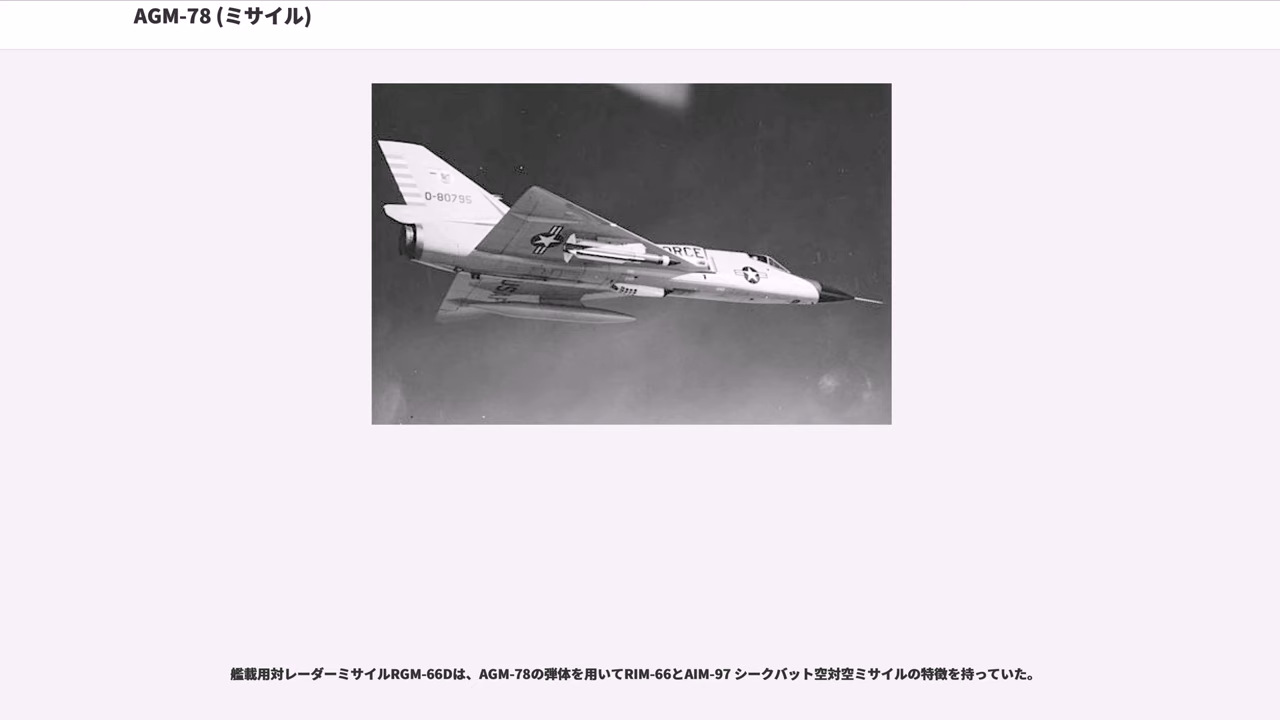 AGM-78 (ミサイル)
0-80795
ORCE
艦載用対レーダーミサイルRGM-66Dは、AGM-78の弾体を用いてRIM-66とAIM-97 シークバット空対空ミサイルの特徴を持っていた。